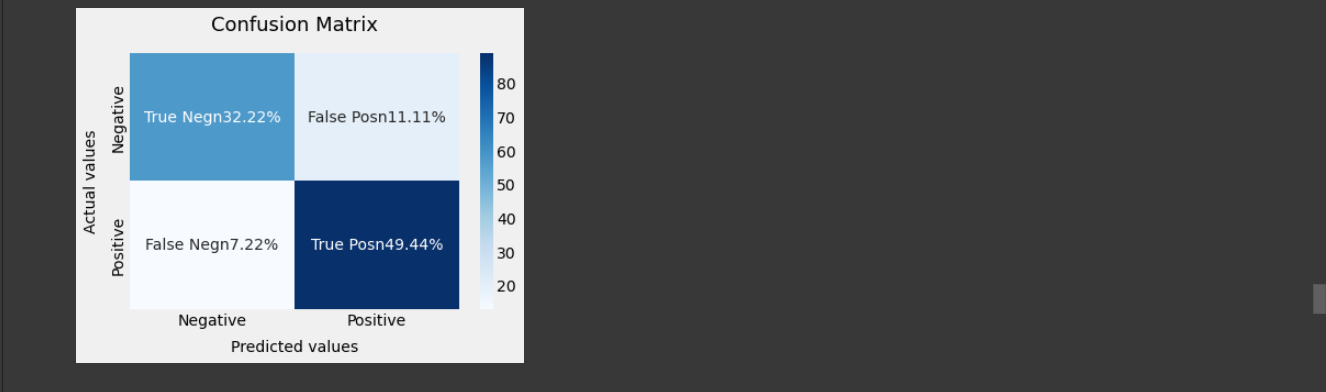 Confusion Matrix
Negative
True Negn32.22%
False Posn11.11%
Actual values
Positive
False Negn7.22%
True Posn49.44%
80
70
60
50
40
30
20
Negative
Positive
Predicted values